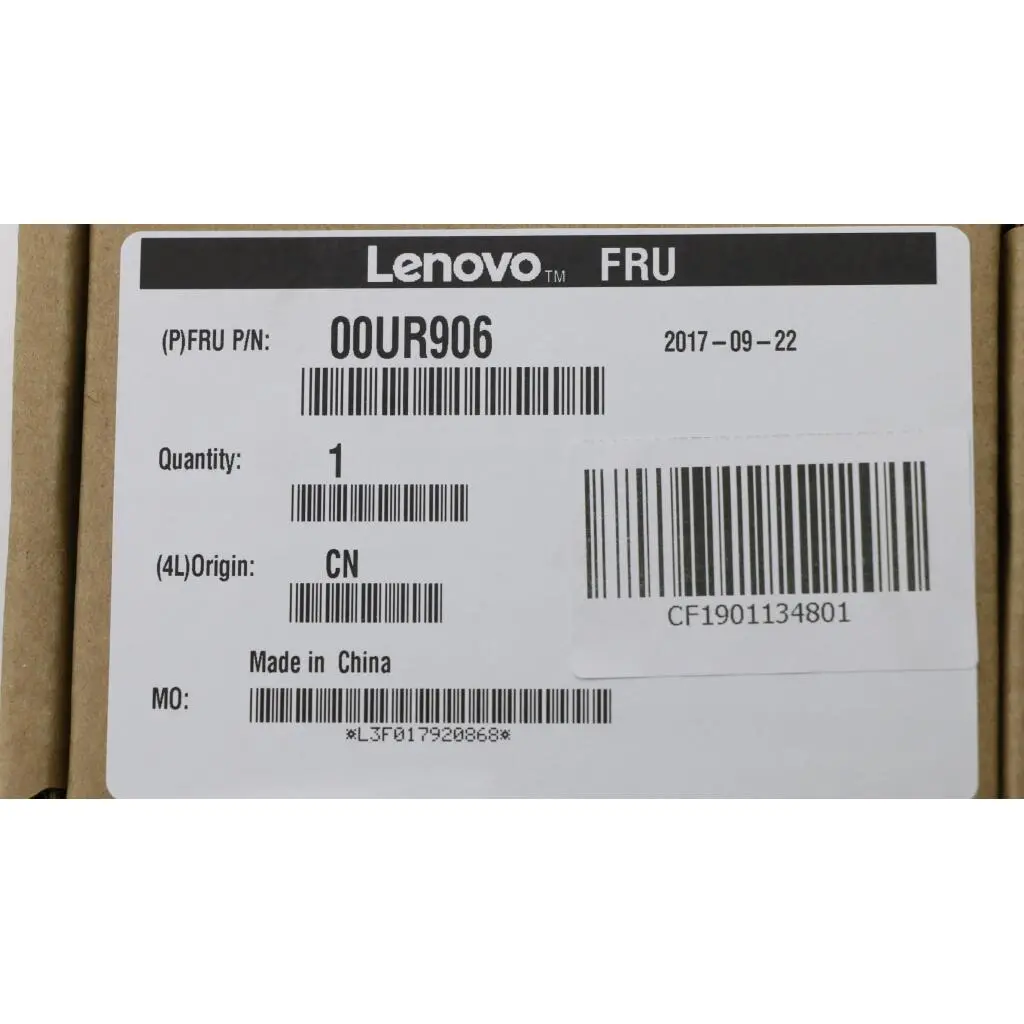 Lenovo™ FRU
(P)FRU P/N: 00UR906 2017-09-22
Quantity: 1
(4L)Origin: CN
CF1901134801
Made in China
MO:
*L3F017920868*